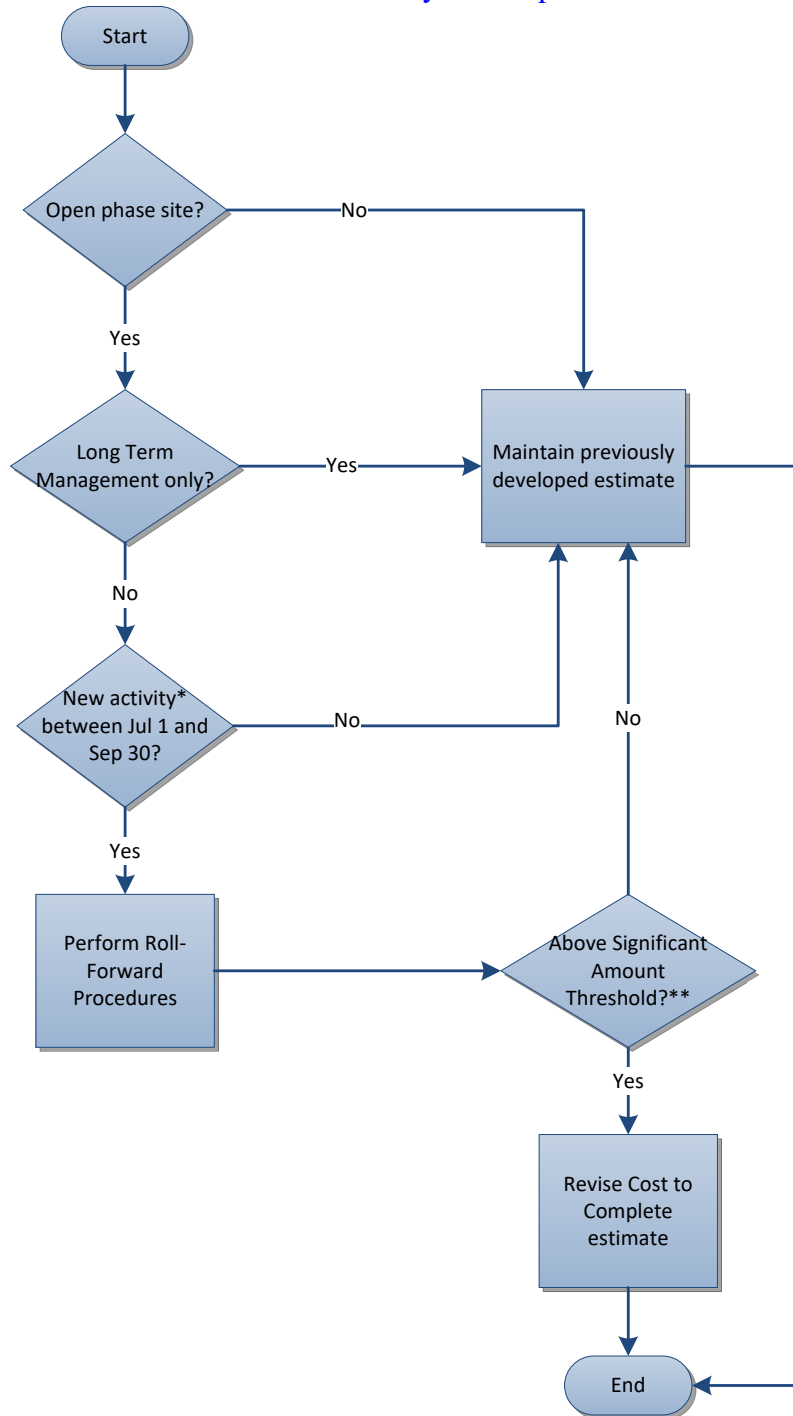 Start
Open phase site?
No
Yes
Long Term
Management only?
Yes
Maintain previously
developed estimate
No
New activity*
between Jul 1 and
Sep 30?
No
No
Yes
Perform Roll-
Forward
Procedures
Above Significant
Amount
Threshold?**
Yes
Revise Cost to
Complete
estimate
End